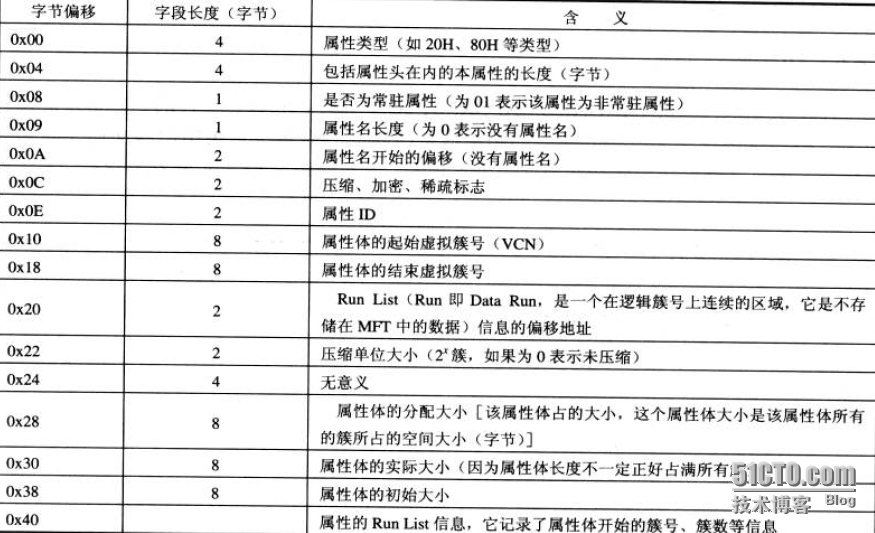 字节偏移 字段长度（字节） 含 义
0x00 4 属性类型（如 20H、80H 等类型）
0x04 4 包括属性头在内的本属性的长度（字节）
0x08 1 是否为常驻属性（为 01 表示该属性为非常驻属性）
0x09 1 属性名长度（为 0 表示没有属性名）
0x0A 2 属性名开始的偏移（没有属性名）
0x0C 2 压缩、加密、稀疏标志
0x0E 2 属性 ID
0x10 8 属性体的起始虚拟簇号（VCN）
0x18 8 属性体的结束虚拟簇号
0x20 2 Run List（Run 即 Data Run，是一个在逻辑簇号上连续的区域，它是不存
储在 MFT 中的数据）信息的偏移地址
0x22 2 压缩单位大小（2ˣ 簇，如果为 0 表示未压缩）
0x24 4 无意义
0x28 8 属性体的分配大小［该属性体占的大小，这个属性体大小是该属性体所有
的簇所占的空间大小（字节）］
0x30 8 属性体的实际大小（因为属性体长度不一定正好占满所有
0x38 8 属性体的初始大小
0x40 属性的 Run List 信息，它记录了属性体开始的簇号、簇数等信息
51CTO.com
技术博客 Blog